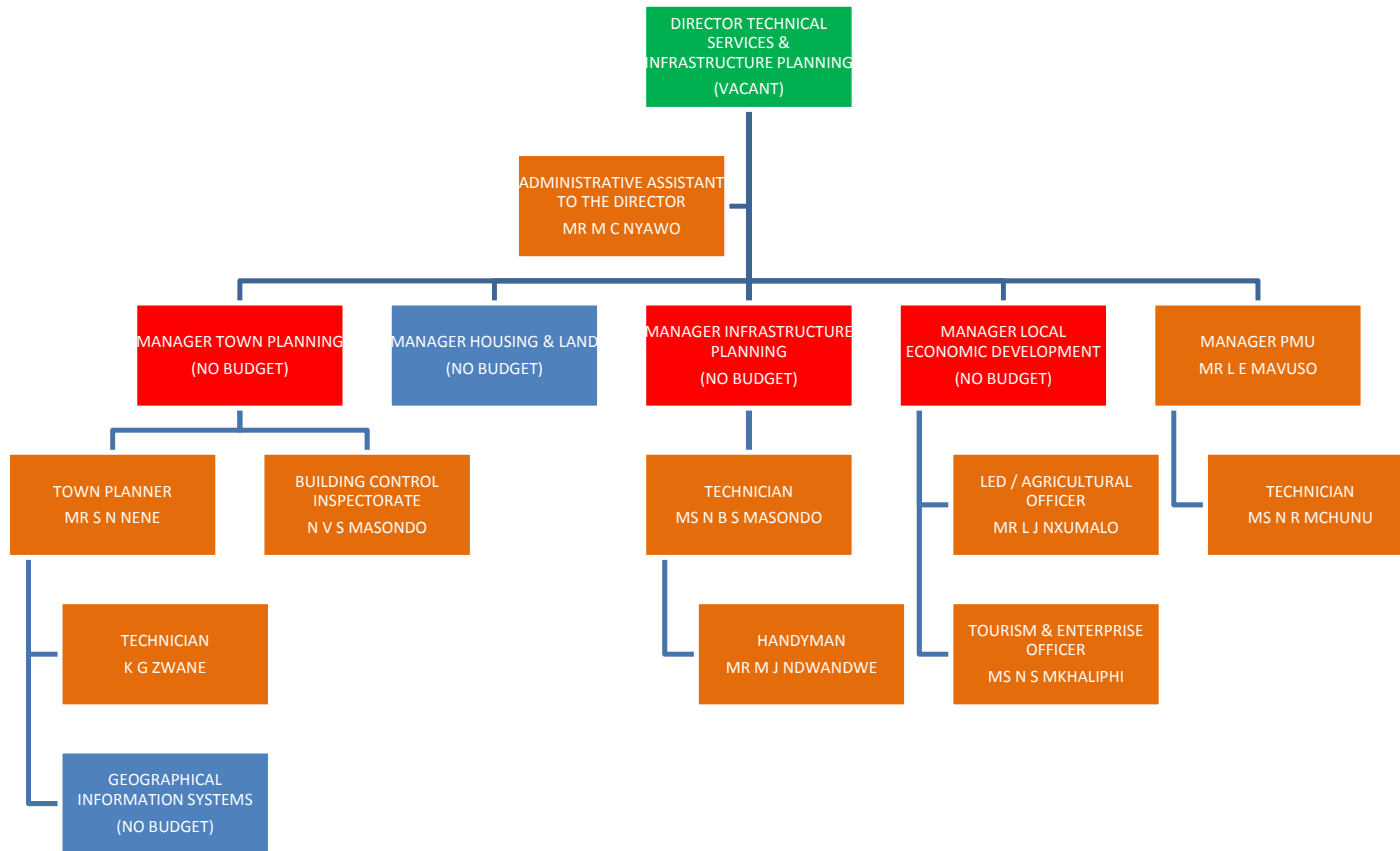 DIRECTOR TECHNICAL
SERVICES &
INFRASTRUCTURE PLANNING
(VACANT)
ADMINISTRATIVE ASSISTANT
TO THE DIRECTOR
MR M C NYAWO
MANAGER TOWN PLANNING
(NO BUDGET)
MANAGER HOUSING & LAND
(NO BUDGET)
MANAGER INFRASTRUCTURE
PLANNING
(NO BUDGET)
MANAGER LOCAL
ECONOMIC DEVELOPMENT
(NO BUDGET)
MANAGER PMU
MR L E MAVUSO
TOWN PLANNER
MR S N NENE
BUILDING CONTROL
INSPECTORATE
N V S MASONDO
TECHNICIAN
MS N B S MASONDO
LED / AGRICULTURAL
OFFICER
MR L J NXUMALO
TECHNICIAN
MS N R MCHUNU
TECHNICIAN
K G ZWANE
HANDYMAN
MR M J NDWANDWE
TOURISM & ENTERPRISE
OFFICER
MS N S MKHALIPHI
GEOGRAPHICAL
INFORMATION SYSTEMS
(NO BUDGET)